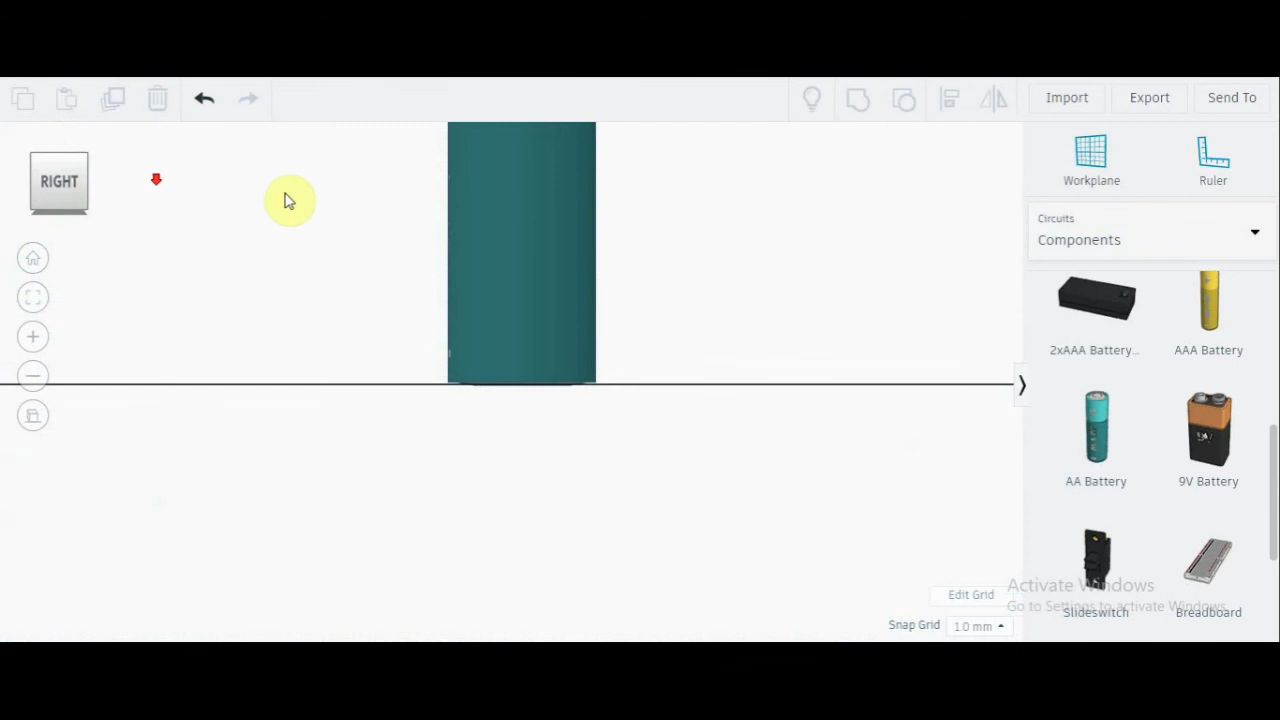 Import Export Send To
RIGHT
Workplane Ruler
Circuits
Components
2xAAA Battery... AAA Battery
AA Battery 9V Battery
Activate Windows
Edit Grid
Go to Settings to activate Windows.
Slideswitch Breadboard
Snap Grid 1.0 mm